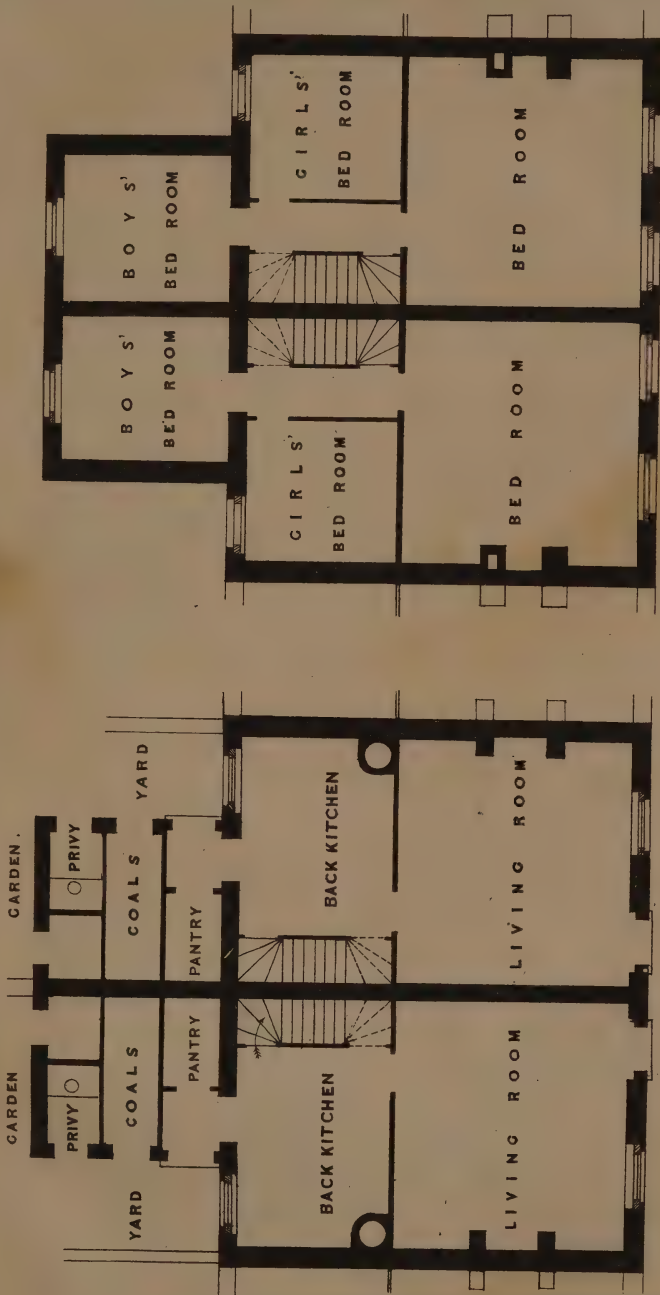 BOYS'
BED ROOM
BOYS'
BED ROOM
GIRLS'
BED ROOM
GIRLS'
BED ROOM
BED ROOM
BED ROOM
GARDEN
GARDEN.
PRIVY
PRIVY
COALS
COALS
YARD
YARD
PANTRY
PANTRY
BACK KITCHEN
BACK KITCHEN
LIVING ROOM
LIVING ROOM